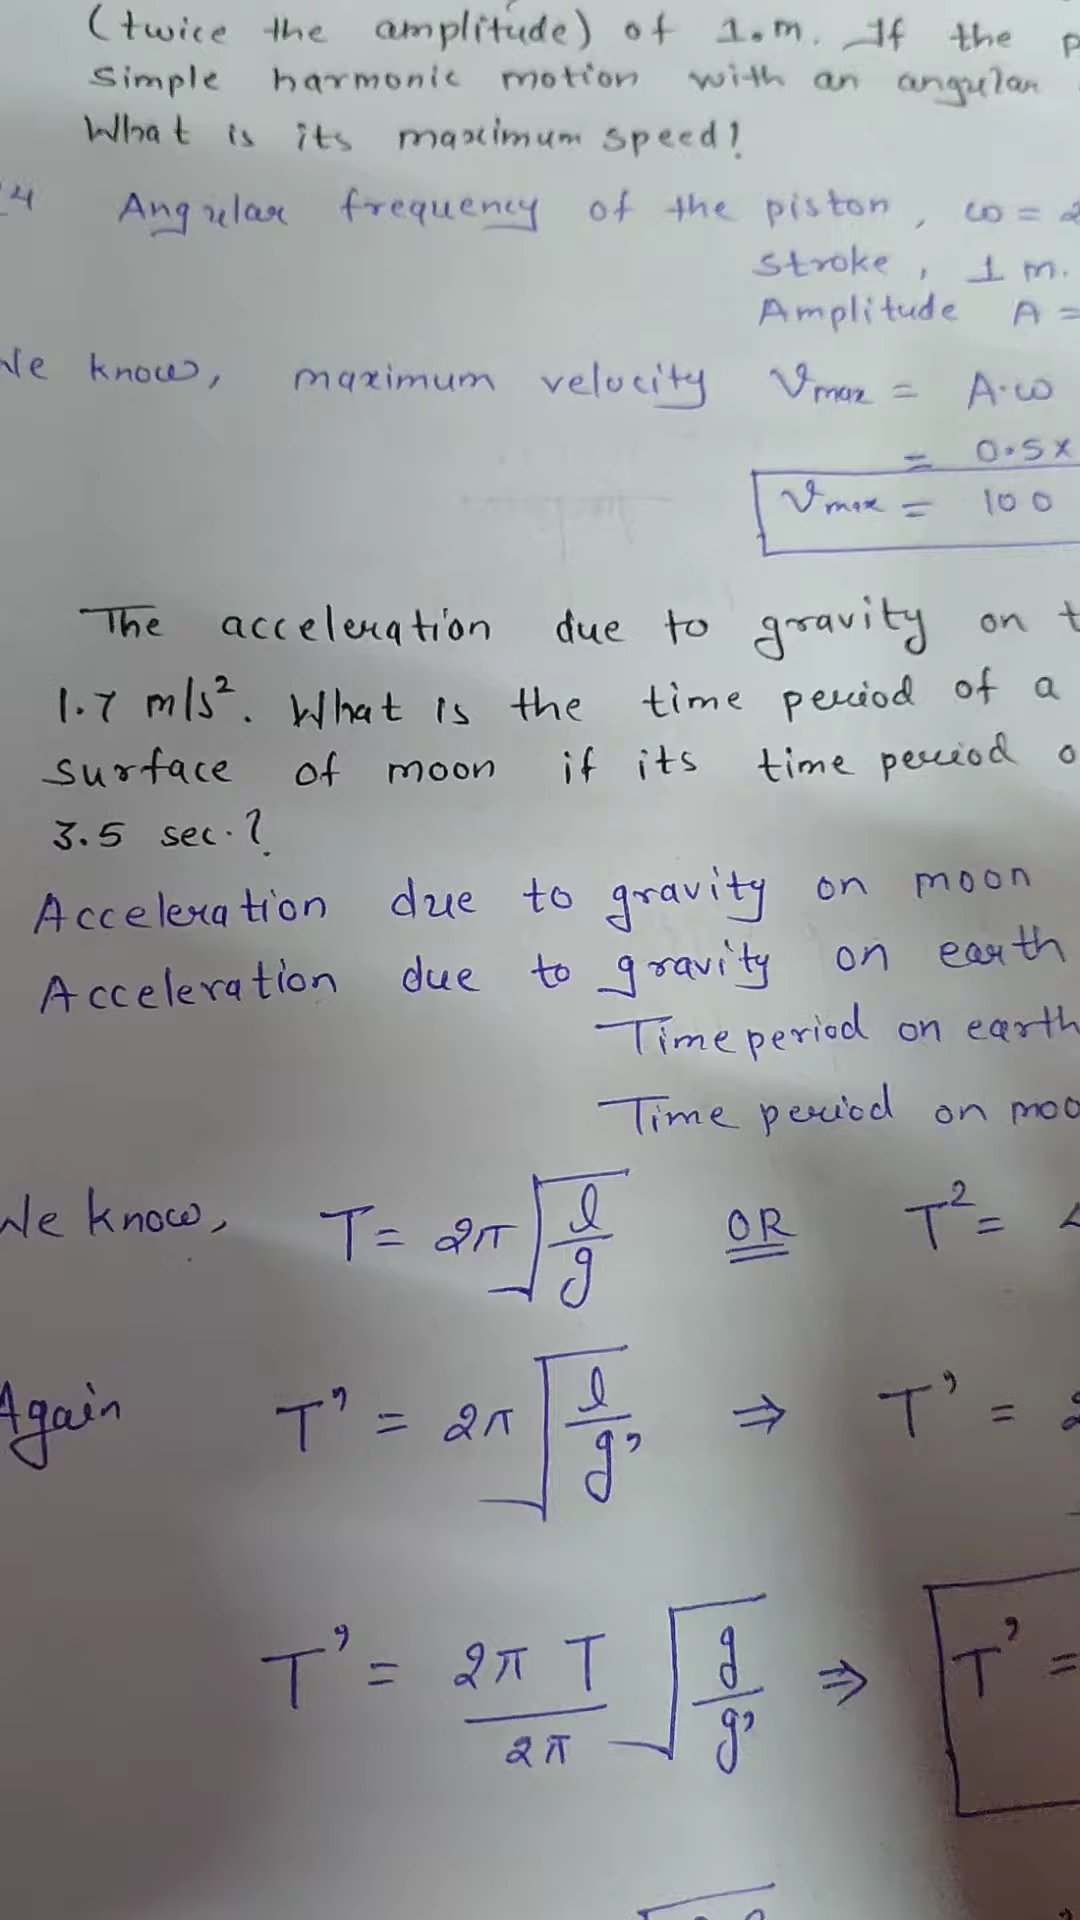 (twice the amplitude) of 1.m. If the
simple harmonic motion with an angular
What is its maximum speed?
4 Angular frequency of the piston, ω = 2
stroke, 1 m.
Amplitude A =
We know, maximum velocity Vmax = A.ω
= 0.5x
Vmax = 100
The acceleration due to gravity on t
1.7 m/s². What is the time period of a
surface of moon if its time period o
3.5 sec.?
Acceleration due to gravity on moon
Acceleration due to gravity on earth
Time period on earth
Time period on moo
We know, T = 2π √(l/g) OR T² =
Again T' = 2π √(l/g') ⇒ T' = 2
T' = 2π T/2π √(g/g') ⇒ T' =